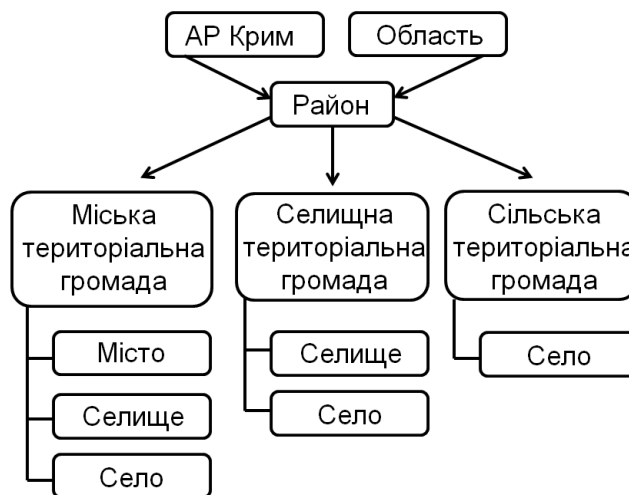 АР Крим
Область
Район
Міська
територіальна
громада
Селищна
територіальна
громада
Сільська
територіальна
громада
Місто
Селище
Село
Селище
Село
Село